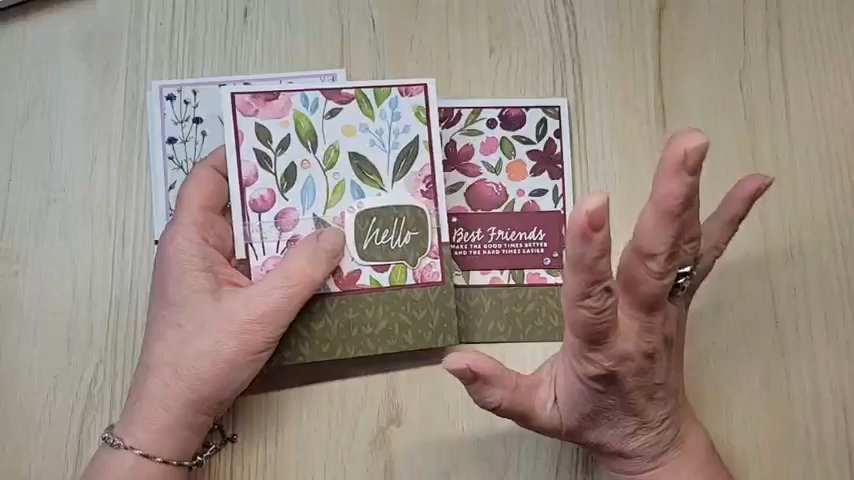 hello
Best Friends
MAKE THE GOOD TIMES BETTER
AND THE HARD TIMES EASIER